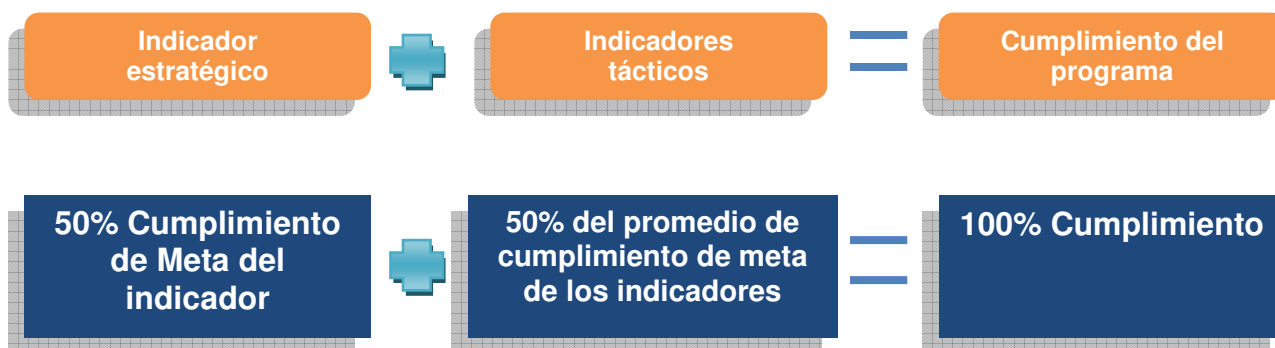 Indicador
estratégico
Indicadores
tácticos
Cumplimiento del
programa
50% Cumplimiento
de Meta del
indicador
50% del promedio de
cumplimiento de meta
de los indicadores
100% Cumplimiento